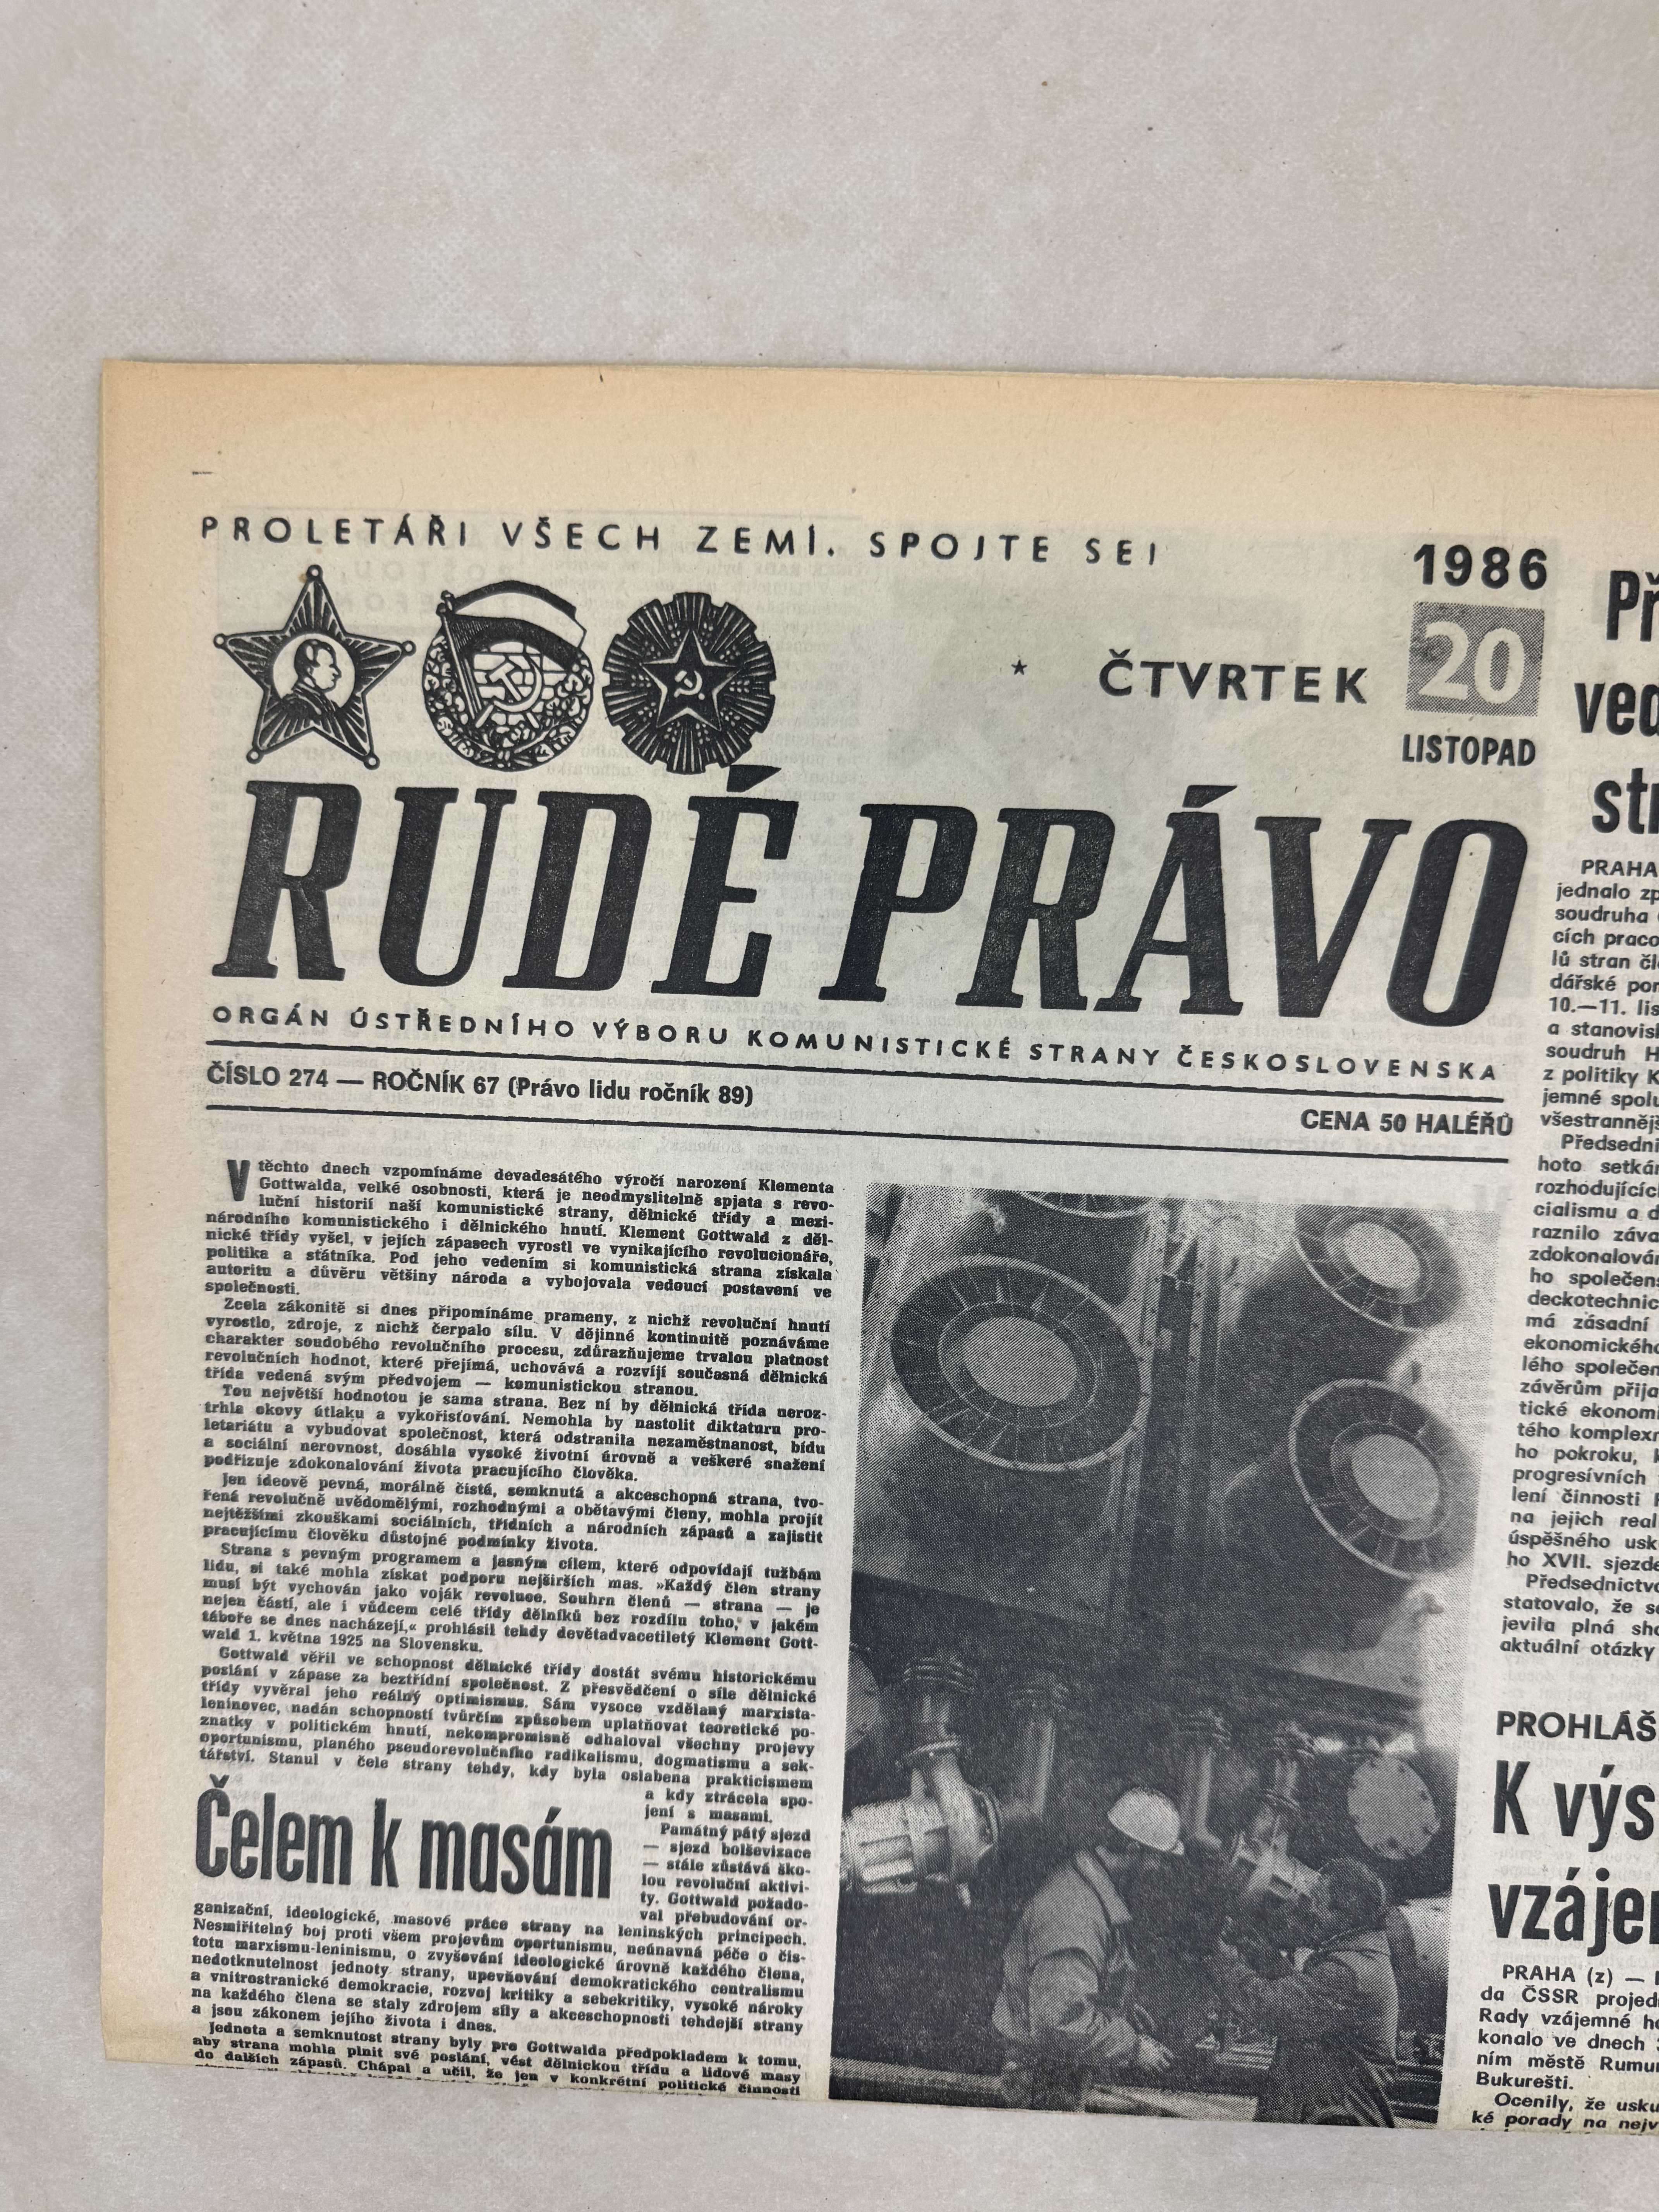 PROLETÁŘI VŠECH ZEMÍ, SPOJTE SE!
1986
20
★ ČTVRTEK
LISTOPAD
RUDÉ PRÁVO
ORGÁN ÚSTŘEDNÍHO VÝBORU KOMUNISTICKÉ STRANY ČESKOSLOVENSKA
ČÍSLO 274 — ROČNÍK 67 (Právo lidu ročník 89)
CENA 50 HALÉŘŮ
V těchto dnech vzpomínáme devadesátého výročí narození Klementa
Gottwalda, velké osobnosti, která je neodmyslitelně spjata s revo-
luční historií naší komunistické strany, dělnické třídy a mezi-
národního komunistického i dělnického hnutí. Klement Gottwald z děl-
nické třídy vyšel, v jejích zápasech vyrostl ve vynikajícího revolucionáře,
politika a státníka. Pod jeho vedením si komunistická strana získala
autoritu a důvěru většiny národa a vybojovala vedoucí postavení ve
společnosti.
Zcela zákonitě si dnes připomínáme prameny, z nichž revoluční hnutí
vyrostlo, zdroje, z nichž čerpalo sílu. V dějinné kontinuitě poznáváme
charakter soudobého revolučního procesu, zdůrazňujeme trvalou platnost
revolučních hodnot, které přejímá, uchovává a rozvíjí současná dělnická
třída vedená svým předvojem — komunistickou stranou.
Tou největší hodnotou je sama strana. Bez ní by dělnická třída neroz-
trhla okovy útlaku a vykořisťování. Nemohla by nastolit diktaturu pro-
letariátu a vybudovat společnost, která odstranila nezaměstnanost, bídu
a sociální nerovnost, dosáhla vysoké životní úrovně a veškeré snažení
podřizuje zdokonalování života pracujícího člověka.
Jen ideově pevná, morálně čistá, semknutá a akceschopná strana, tvo-
řená revolučně uvědomělými, rozhodnými a obětavými členy, mohla projít
nejtěžšími zkouškami sociálních, třídních a národních zápasů a zajistit
pracujícímu člověku důstojné podmínky života.
Strana s pevným programem a jasným cílem, které odpovídají tužbám
lidu, si také mohla získat podporu nejširších mas. »Každý člen strany
musí být vychován jako voják revoluce. Souhrn členů — strana — je
nejen částí, ale i vůdcem celé třídy dělníků bez rozdílu toho, v jakém
táboře se dnes nacházejí,« prohlásil tehdy devětadvacetiletý Klement Gott-
wald 1. května 1925 na Slovensku.
Gottwald věřil ve schopnost dělnické třídy dostát svému historickému
poslání v zápase za beztřídní společnost. Z přesvědčení o síle dělnické
třídy vyvěral jeho reálný optimismus. Sám vysoce vzdělaný marxista-
leninovec, nadán schopností tvůrčím způsobem uplatňovat teoretické po-
znatky v politickém hnutí, nekompromisně odhaloval všechny projevy
oportunismu, planého pseudorevolučního radikalismu, dogmatismu a sek-
tářství. Stanul v čele strany tehdy, kdy byla oslabena prakticismem
a kdy ztrácela spo-
jení s masami.
Čelem k masám
Památný pátý sjezd
— sjezd bolševizace
— stále zůstává ško-
lou revoluční aktivi-
ty. Gottwald požado-
val přebudování or-
ganizační, ideologické, masové práce strany na leninských principech.
Nesmiřitelný boj proti všem projevům oportunismu, neúnavná péče o čis-
totu marxismu-leninismu, o zvyšování ideologické úrovně každého člena,
nedotknutelnost jednoty strany, upevňování demokratického centralismu
a vnitrostranické demokracie, rozvoj kritiky a sebekritiky, vysoké nároky
na každého člena se staly zdrojem síly a akceschopnosti tehdejší strany
a jsou zákonem jejího života i dnes.
Jednota a semknutost strany byly pro Gottwalda předpokladem k tomu,
aby strana mohla plnit své poslání, vést dělnickou třídu a lidové masy
do dalších zápasů. Chápal a učil, že jen v konkrétní politické činnosti
Př
ved
str
PRAHA
jednalo zp
soudruha
cích praco
lů stran čl
dářské por
10.—11. lis
a stanovisk
soudruh H
z politiky K
jemné spolu
všestrannějš
Předsedni
hoto setkán
rozhodujících
cialismu a d
raznilo záva
zdokonalován
ho společens
deckotechnic
má zásadní
ekonomického
lého společen
závěrům přija
tické ekonomi
tého komplexn
ho pokroku, k
progresívních
lení činnosti R
na jejich real
úspěšného usk
ho XVII. sjezde
Předsednictvo
statovalo, že se
jevila plná sho
aktuální otázky
PROHLÁŠ
K výs
vzájem
PRAHA (z) —
da ČSSR projed
Rady vzájemné ho
konalo ve dnech 3
ním městě Rumun
Bukurešti.
Ocenily, že usku
ké porady na nejv